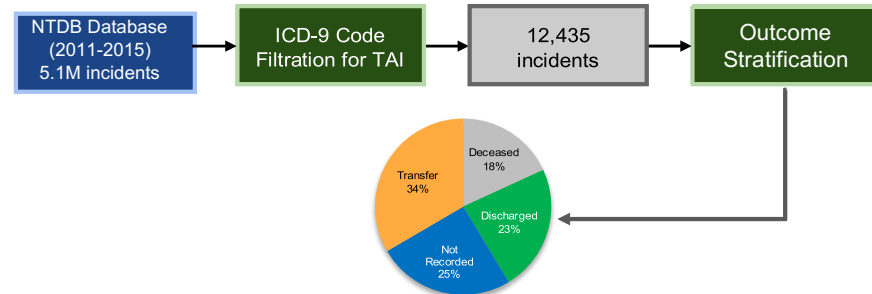 NTDB Database
(2011-2015)
5.1M incidents
ICD-9 Code
Filtration for TAI
12,435
incidents
Outcome
Stratification
Deceased
18%
Transfer
34%
Discharged
23%
Not
Recorded
25%